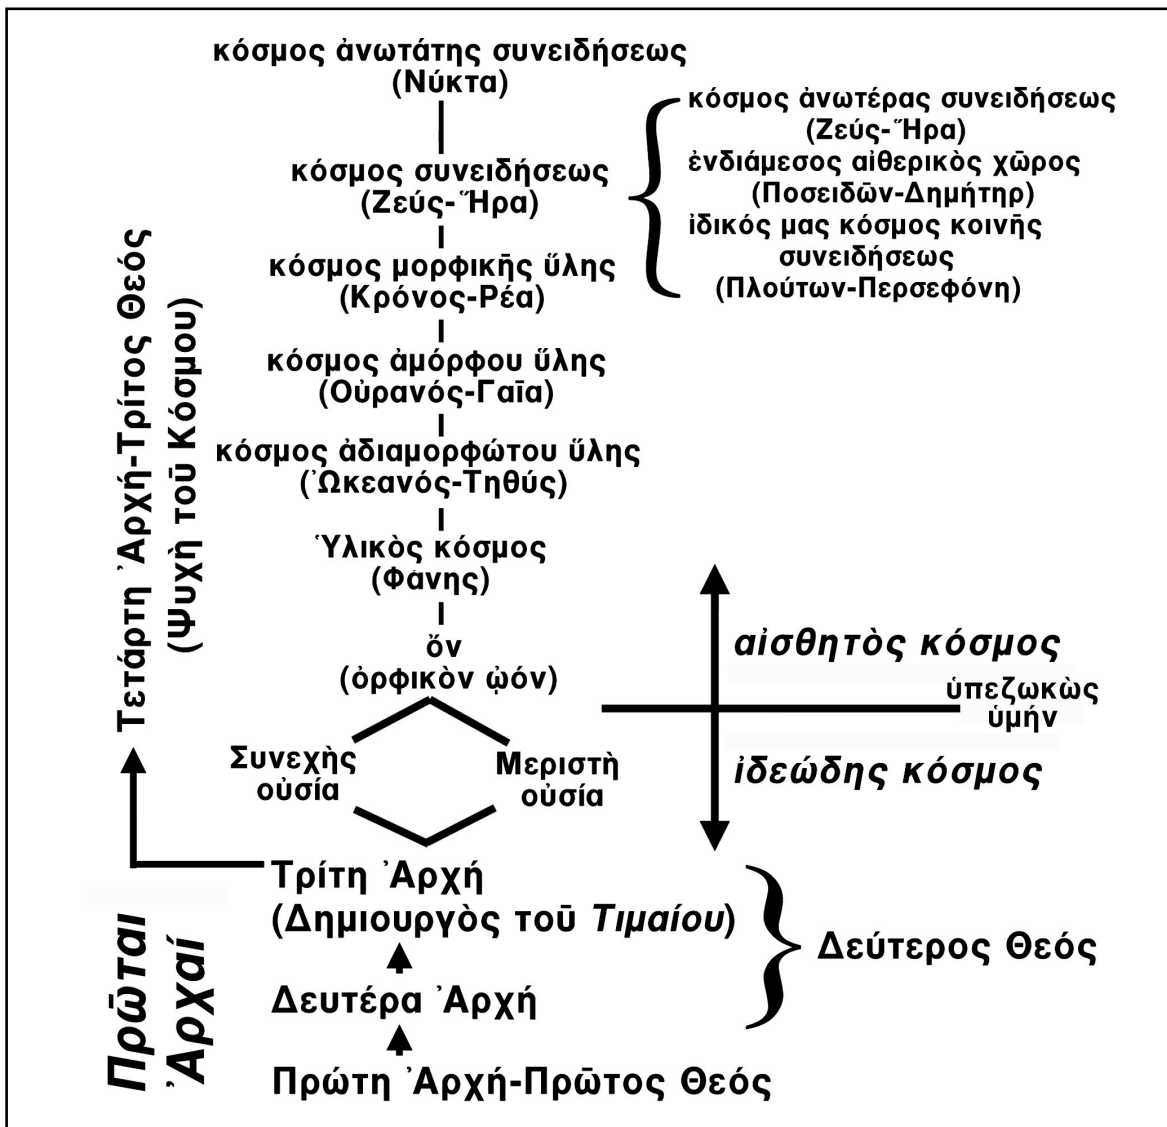 κόσμος ἀνωτάτης συνειδήσεως
(Νύκτα)
κόσμος συνειδήσεως
(Ζεύς-Ἥρα)
κόσμος ἀνωτέρας συνειδήσεως
(Ζεύς-Ἥρα)
ἐνδιάμεσος αἰθερικὸς χῶρος
(Ποσειδῶν-Δημήτηρ)
ἰδικός μας κόσμος κοινῆς
συνειδήσεως
(Πλούτων-Περσεφόνη)
κόσμος μορφικῆς ὕλης
(Κρόνος-Ρέα)
κόσμος ἀμόρφου ὕλης
(Οὐρανός-Γαῖα)
κόσμος ἀδιαμορφώτου ὕλης
(Ὠκεανός-Τηθύς)
Ὑλικὸς κόσμος
(Φάνης)
ὄν
(ὀρφικὸν ᾠόν)
Συνεχὴς
οὐσία
Μεριστὴ
οὐσία
αἰσθητὸς κόσμος
ὑπεζωκὼς
ὑμήν
ἰδεώδης κόσμος
Τετάρτη Ἀρχή-Τρίτος Θεός
(Ψυχὴ τοῦ Κόσμου)
Τρίτη Ἀρχή
(Δημιουργὸς τοῦ Τιμαίου)
Δευτέρα Ἀρχή
Πρώτη Ἀρχή-Πρῶτος Θεός
Δεύτερος Θεός
Πρῶται
Ἀρχαί